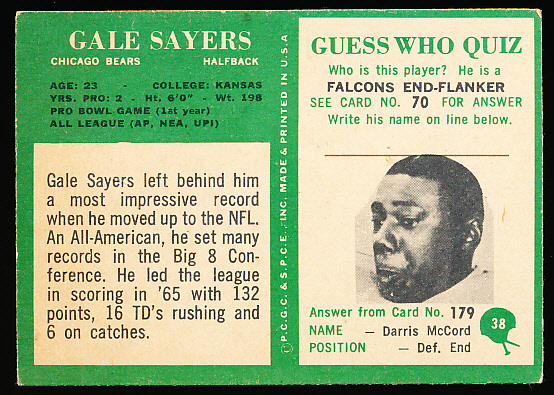 GALE SAYERS
CHICAGO BEARS HALFBACK
AGE: 23 - COLLEGE: KANSAS
YRS. PRO: 2 - Ht. 6'0" - Wt. 198
PRO BOWL GAME (1st year)
ALL LEAGUE (AP, NEA, UPI)
Gale Sayers left behind him
a most impressive record
when he moved up to the NFL.
An All-American, he set many
records in the Big 8 Con-
ference. He led the league
in scoring in '65 with 132
points, 16 TD's rushing and
6 on catches.
© P.C.G.C. & S.P.C.E., INC. MADE & PRINTED IN U.S.A
GUESS WHO QUIZ
Who is this player? He is a
FALCONS END-FLANKER
SEE CARD NO. 70 FOR ANSWER
Write his name on line below.
Answer from Card No. 179
NAME — Darris McCord
POSITION — Def. End
38